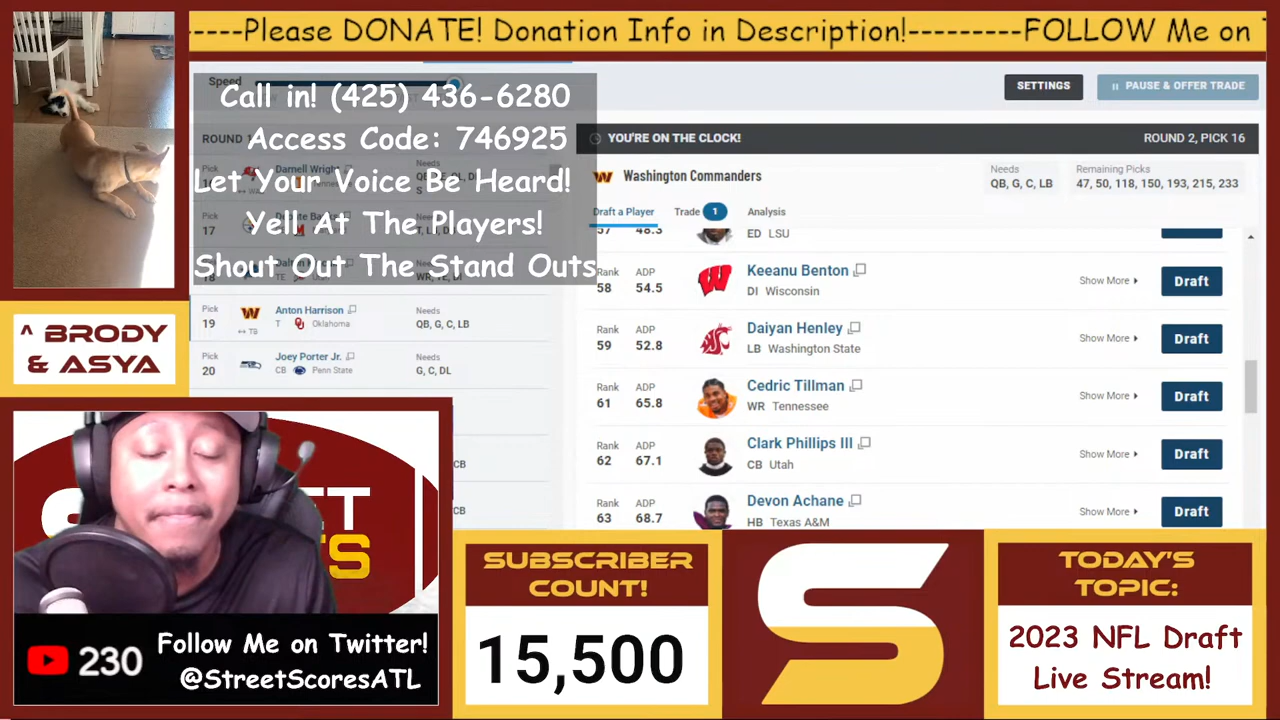 -----Please DONATE! Donation Info in Description!---------FOLLOW Me on
Speed
Call in! (425) 436-6280
Access Code: 746925
Let Your Voice Be Heard!
Yell At The Players!
Shout Out The Stand Outs
SETTINGS
PAUSE & OFFER TRADE
ROUND 1
YOU'RE ON THE CLOCK!
ROUND 2, PICK 16
Washington Commanders
Needs
QB, G, C, LB
Remaining Picks
47, 50, 118, 150, 193, 215, 233
Draft a Player
Trade 1
Analysis
Pick
Darnell Wright
Needs
Pick
17
Needs
57 48.3
ED LSU
Rank ADP
58 54.5
Keeanu Benton
DI Wisconsin
Show More
Draft
Rank ADP
59 52.8
Daiyan Henley
LB Washington State
Show More
Draft
Rank ADP
61 65.8
Cedric Tillman
WR Tennessee
Show More
Draft
Rank ADP
62 67.1
Clark Phillips III
CB Utah
Show More
Draft
Rank ADP
63 68.7
Devon Achane
HB Texas A&M
Show More
Draft
Pick
19
Anton Harrison
T Oklahoma
↔ TB
Needs
QB, G, C, LB
Pick
20
Joey Porter Jr.
CB Penn State
Needs
G, C, DL
CB
CB
^ BRODY
& ASYA
230
Follow Me on Twitter!
@StreetScoresATL
SUBSCRIBER
COUNT!
15,500
S
TODAY'S
TOPIC:
2023 NFL Draft
Live Stream!